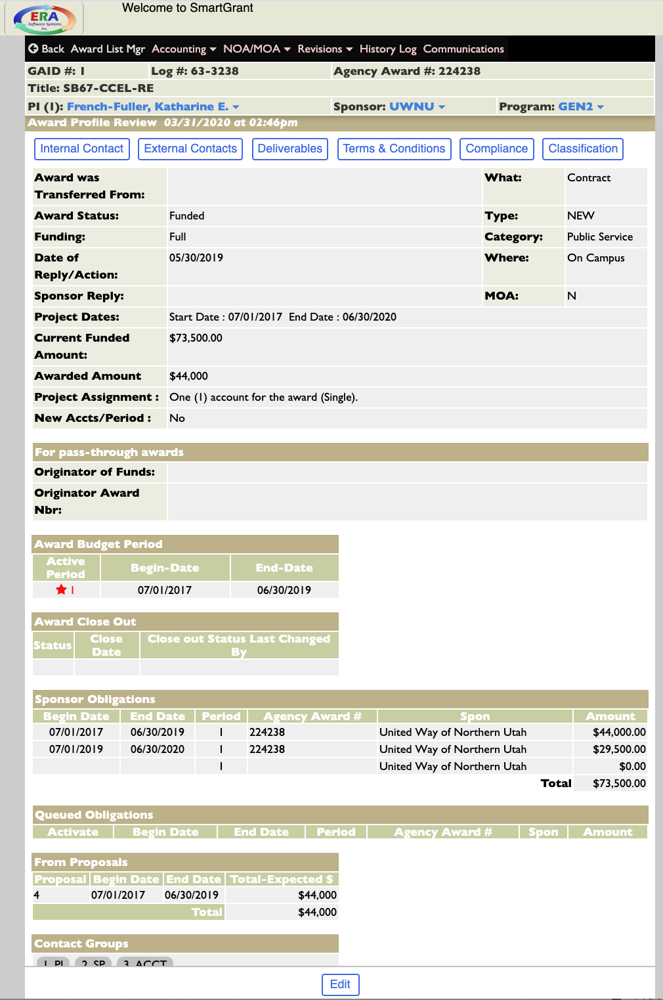 ERA
Software Systems
Inc.
Welcome to SmartGrant
Back Award List Mgr Accounting NOA/MOA Revisions History Log Communications
GAID #: 1 Log #: 63-3238 Agency Award #: 224238
Title: SB67-CCEL-RE
PI (1): French-Fuller, Katharine E. Sponsor: UWNU Program: GEN2
Award Profile Review 03/31/2020 at 02:46pm
Internal Contact External Contacts Deliverables Terms & Conditions Compliance Classification
Award was What: Contract
Transferred From:
Award Status: Funded Type: NEW
Funding: Full Category: Public Service
Date of 05/30/2019 Where: On Campus
Reply/Action:
Sponsor Reply: MOA: N
Project Dates: Start Date : 07/01/2017 End Date : 06/30/2020
Current Funded $73,500.00
Amount:
Awarded Amount $44,000
Project Assignment : One (1) account for the award (Single).
New Accts/Period : No
For pass-through awards
Originator of Funds:
Originator Award
Nbr:
Award Budget Period
Active
Period Begin-Date End-Date
1 07/01/2017 06/30/2019
Award Close Out
Status Close Close out Status Last Changed
Date By
Sponsor Obligations
Begin Date End Date Period Agency Award # Spon Amount
07/01/2017 06/30/2019 1 224238 United Way of Northern Utah $44,000.00
07/01/2019 06/30/2020 1 224238 United Way of Northern Utah $29,500.00
1 United Way of Northern Utah $0.00
Total $73,500.00
Queued Obligations
Activate Begin Date End Date Period Agency Award # Spon Amount
From Proposals
Proposal Begin Date End Date Total-Expected $
4 07/01/2017 06/30/2019 $44,000
Total $44,000
Contact Groups
1. PI 2. SP 3. ACCT
Edit